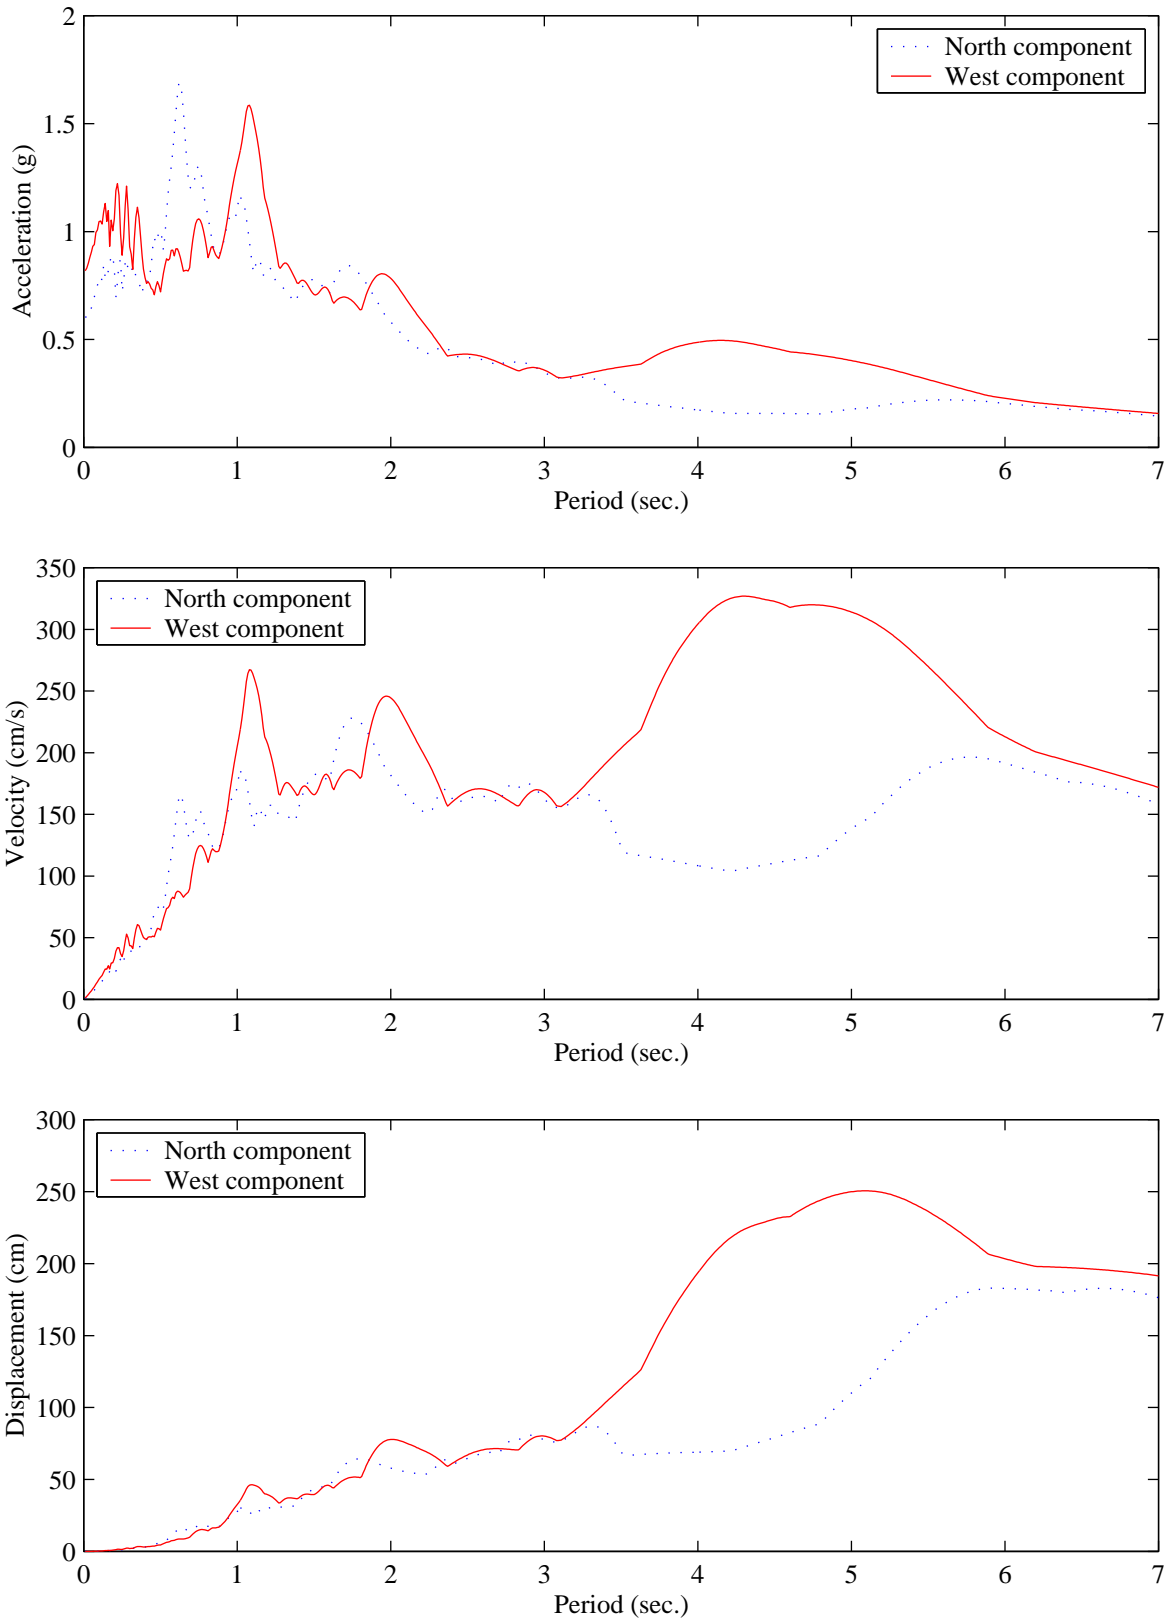 2
1.5
1
0.5
0
Acceleration (g)
North component
West component
0 1 2 3 4 5 6 7
Period (sec.)
350
300
250
200
150
100
50
0
Velocity (cm/s)
North component
West component
0 1 2 3 4 5 6 7
Period (sec.)
300
250
200
150
100
50
0
Displacement (cm)
North component
West component
0 1 2 3 4 5 6 7
Period (sec.)